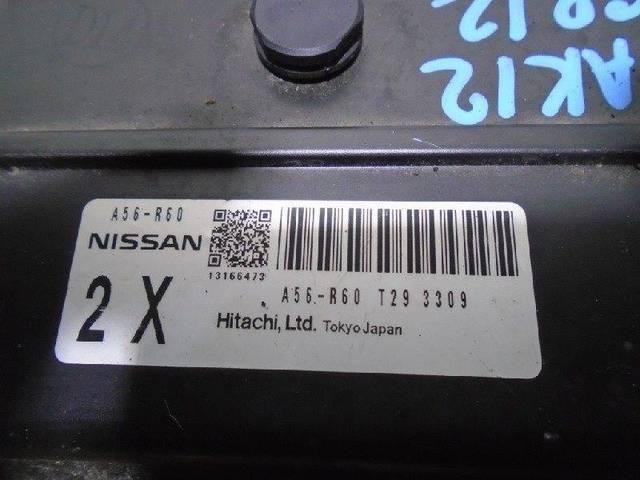 AK12
A56-R60
NISSAN
2 X
13166473
A56-R60 T29 3309
Hitachi, Ltd. Tokyo Japan